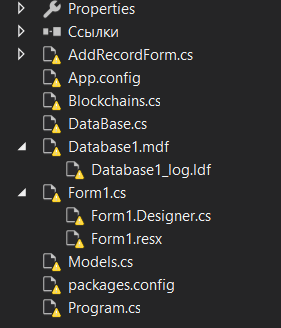 Properties
Ссылки
AddRecordForm.cs
App.config
Blockchains.cs
DataBase.cs
Database1.mdf
Database1_log.ldf
Form1.cs
Form1.Designer.cs
Form1.resx
Models.cs
packages.config
Program.cs